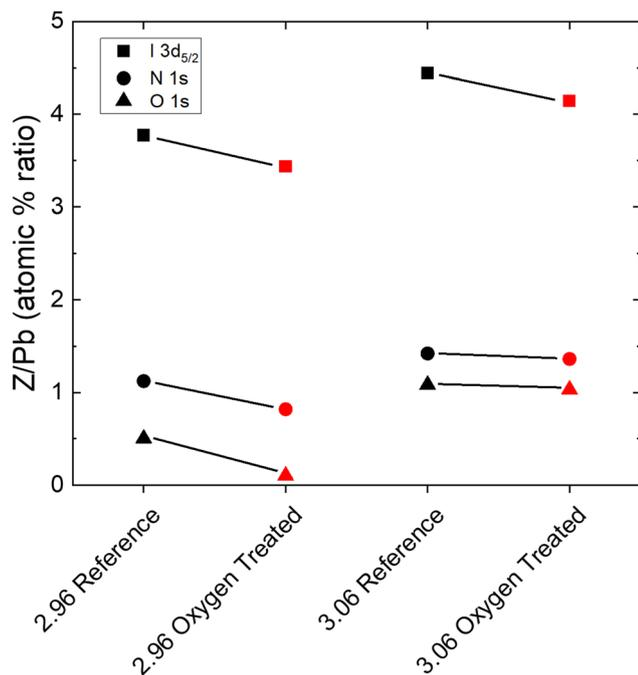 5
4
3
2
1
0
Z/Pb (atomic % ratio)
I 3d5/2
N 1s
O 1s
2.96 Reference
2.96 Oxygen Treated
3.06 Reference
3.06 Oxygen Treated